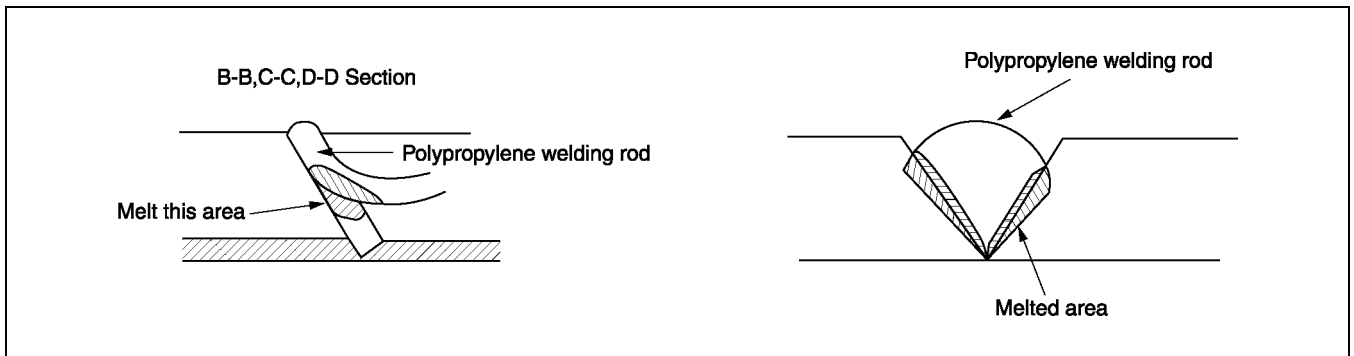 B-B,C-C,D-D Section
Polypropylene welding rod
Melt this area
Polypropylene welding rod
Melted area